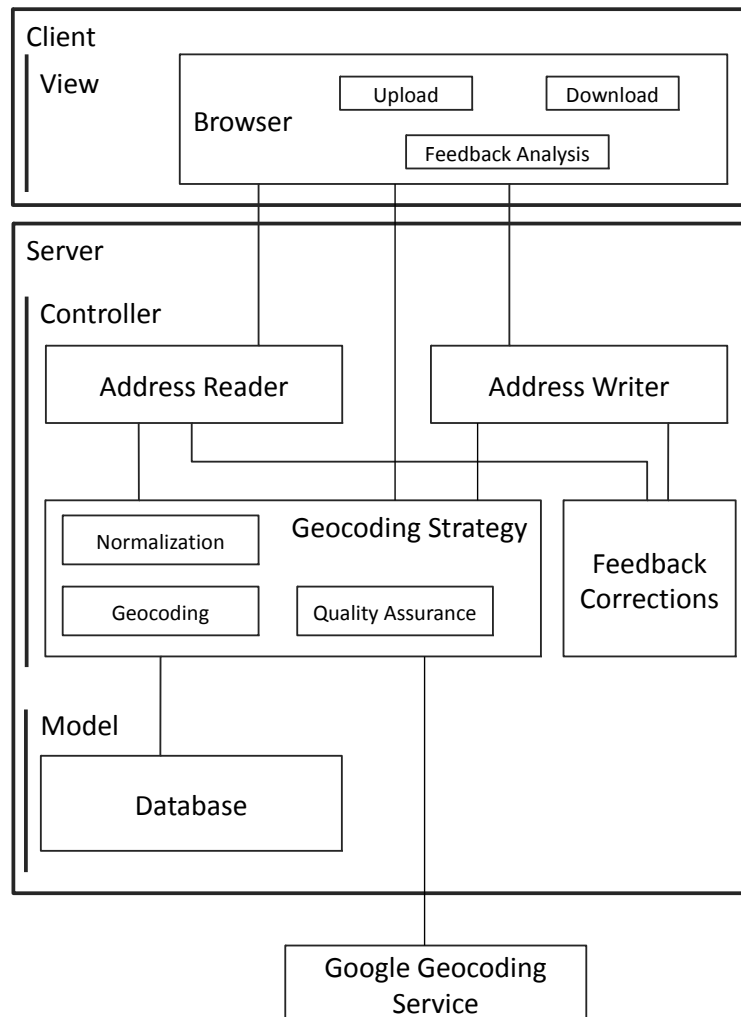 Client
View
Browser
Upload
Download
Feedback Analysis
Server
Controller
Address Reader
Address Writer
Geocoding Strategy
Normalization
Geocoding
Quality Assurance
Feedback
Corrections
Model
Database
Google Geocoding
Service